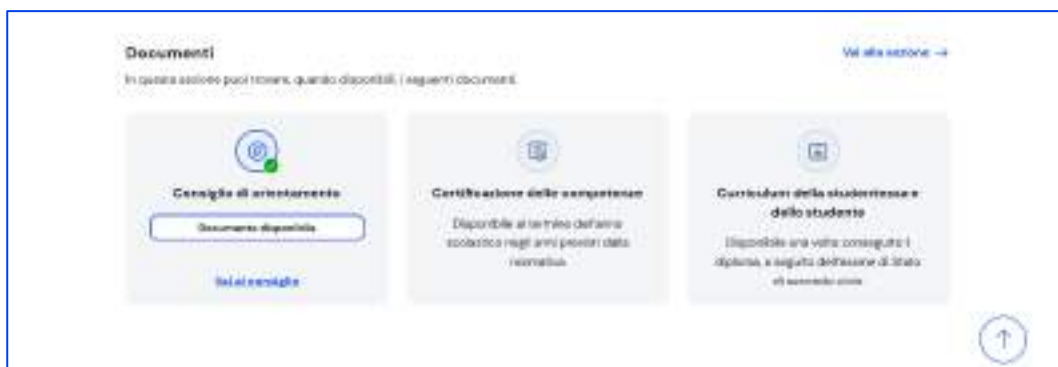 Documenti
Vai alla sezione →
In questa sezione puoi trovare, quando disponibili, i seguenti documenti.
Consiglio di orientamento
Documento disponibile
Vai al consiglio
Certificazione delle competenze
Disponibile al termine dell'anno
scolastico negli anni previsti dalla
normativa
Curriculum della studentessa e
dello studente
Disponibile una volta conseguito il
diploma, a seguito dell'esame di Stato
di secondo ciclo